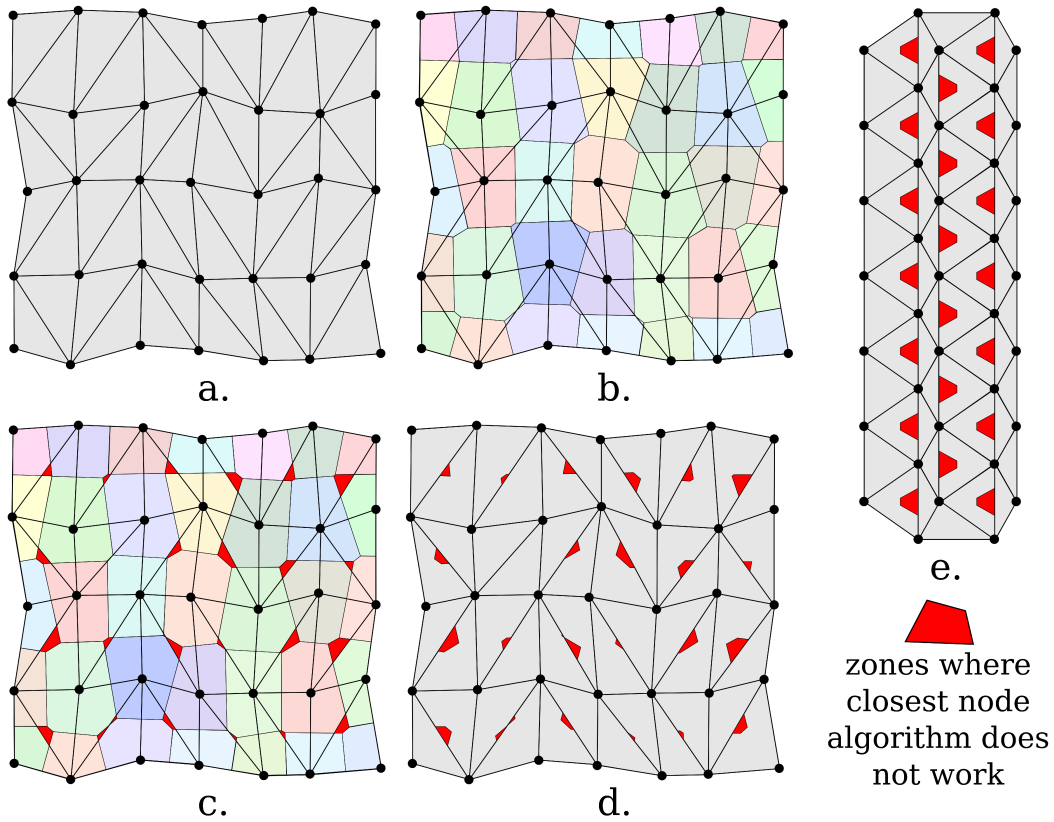 a.
b.
c.
d.
e.
zones where
closest node
algorithm does
not work